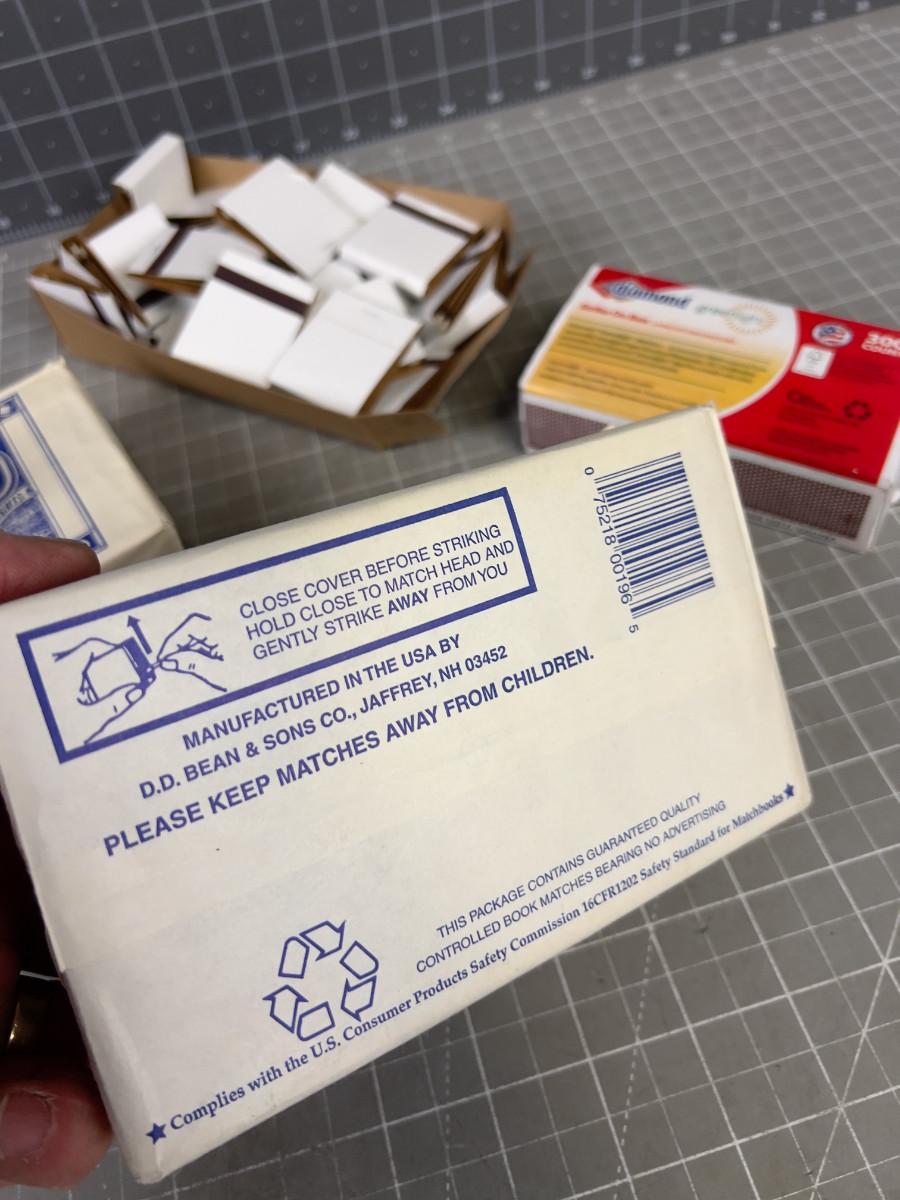 diamond greenlight
300
CLOSE COVER BEFORE STRIKING
HOLD CLOSE TO MATCH HEAD AND
GENTLY STRIKE AWAY FROM YOU
0 75218 00196 5
MANUFACTURED IN THE USA BY
D.D. BEAN & SONS CO., JAFFREY, NH 03452
PLEASE KEEP MATCHES AWAY FROM CHILDREN.
THIS PACKAGE CONTAINS GUARANTEED QUALITY
CONTROLLED BOOK MATCHES BEARING NO ADVERTISING
★ Complies with the U.S. Consumer Products Safety Commission 16CFR1202 Safety Standard for Matchbooks ★